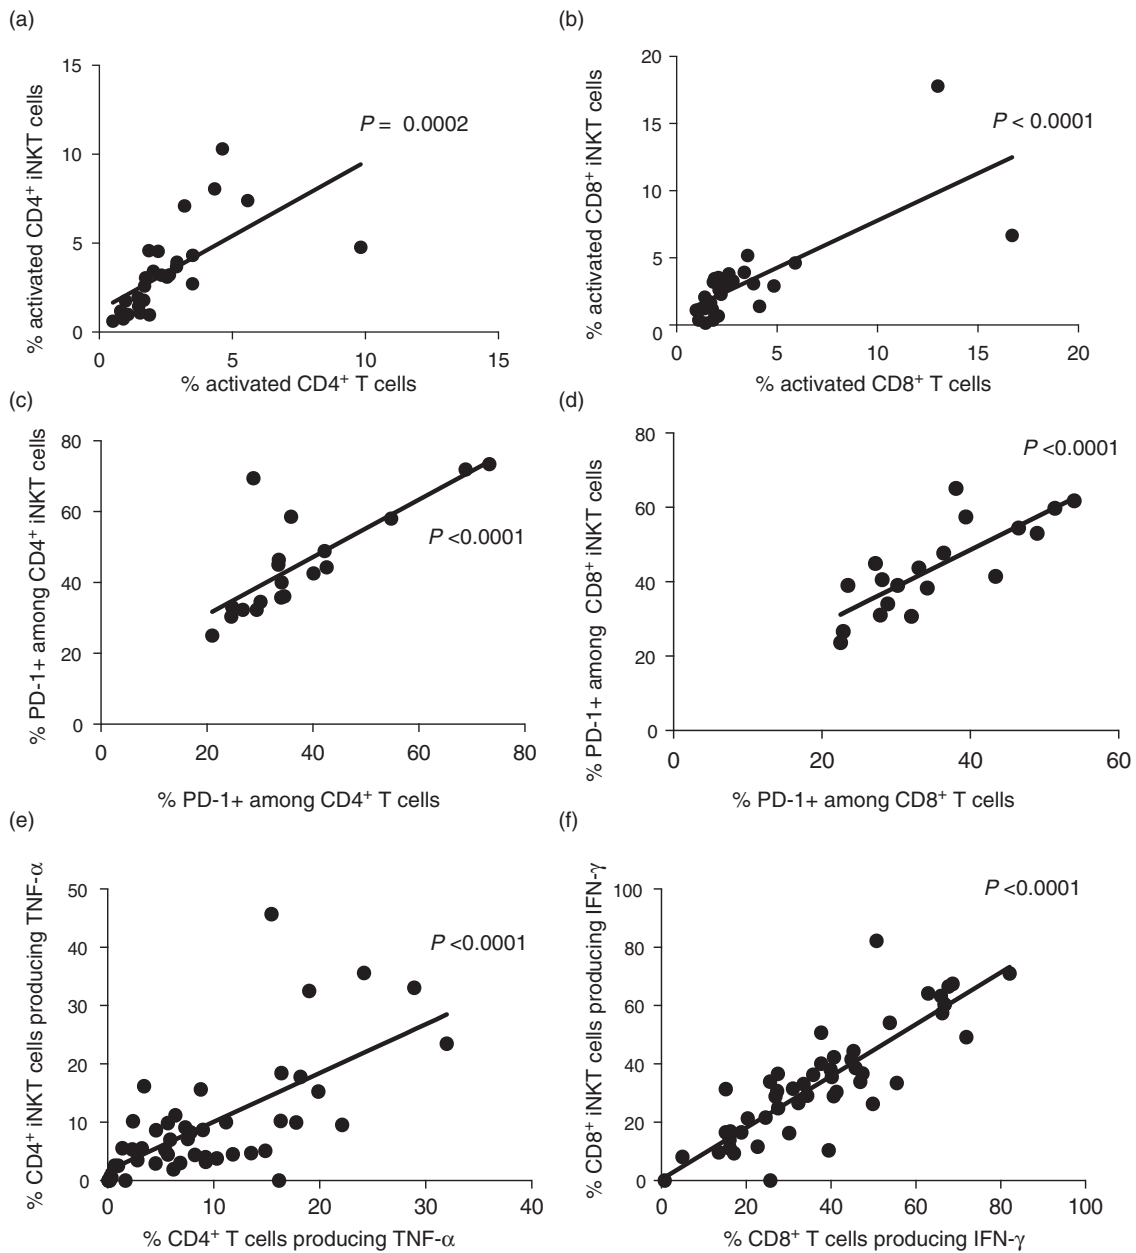 (a)
% activated CD4⁺ iNKT cells
15
10
5
0
P = 0.0002
0 5 10 15
% activated CD4⁺ T cells
(b)
% activated CD8⁺ iNKT cells
20
15
10
5
0
P < 0.0001
0 5 10 15 20
% activated CD8⁺ T cells
(c)
% PD-1+ among CD4⁺ iNKT cells
80
60
40
20
0
P <0.0001
0 20 40 60 80
% PD-1+ among CD4⁺ T cells
(d)
% PD-1+ among CD8⁺ iNKT cells
80
60
40
20
0
P <0.0001
0 20 40 60
% PD-1+ among CD8⁺ T cells
(e)
% CD4⁺ iNKT cells producing TNF-α
50
40
30
20
10
0
P <0.0001
0 10 20 30 40
% CD4⁺ T cells producing TNF-α
(f)
% CD8⁺ iNKT cells producing IFN-γ
100
80
60
40
20
0
P <0.0001
0 20 40 60 80 100
% CD8⁺ T cells producing IFN-γ